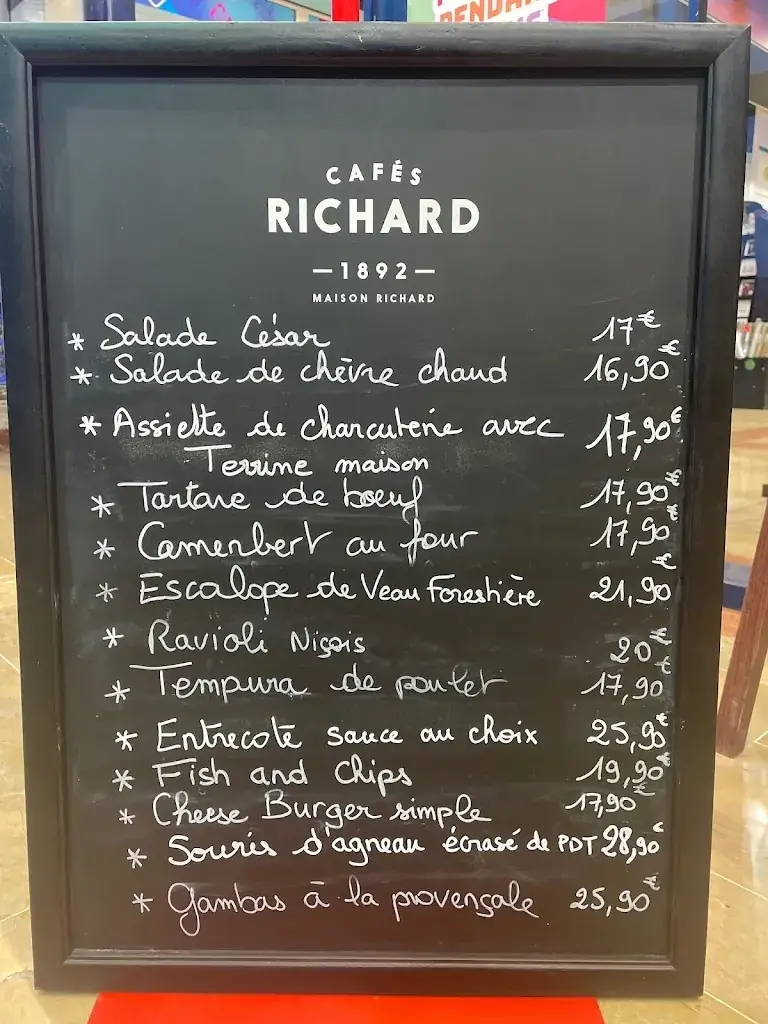 PENDA
CAFÉS
RICHARD
—1892—
MAISON RICHARD
* Salade César 17€
* Salade de chèvre chaud 16,90€
* Assiette de charcuterie avec 17,90€
Terrine maison
* Tartare de boeuf 17,90€
* Camenbert au four 17,90€
* Escalope de Veau Forestière 21,90€
* Ravioli Niçois 20€
* Tempura de poulet 17,90€
* Entrecote sauce au choix 25,90€
* Fish and Chips 19,90€
* Cheese Burger simple 17,90€
* Souris d'agneau écrasé de PDT 28,90€
* Gambas à la provençale 25,90€